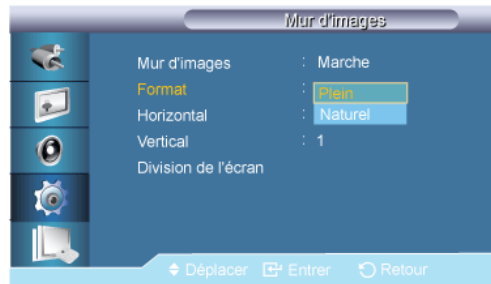 Mur d'images
Mur d'images : Marche
Format : Plein
Naturel
Horizontal :
Vertical : 1
Division de l'écran
Déplacer Entrer Retour